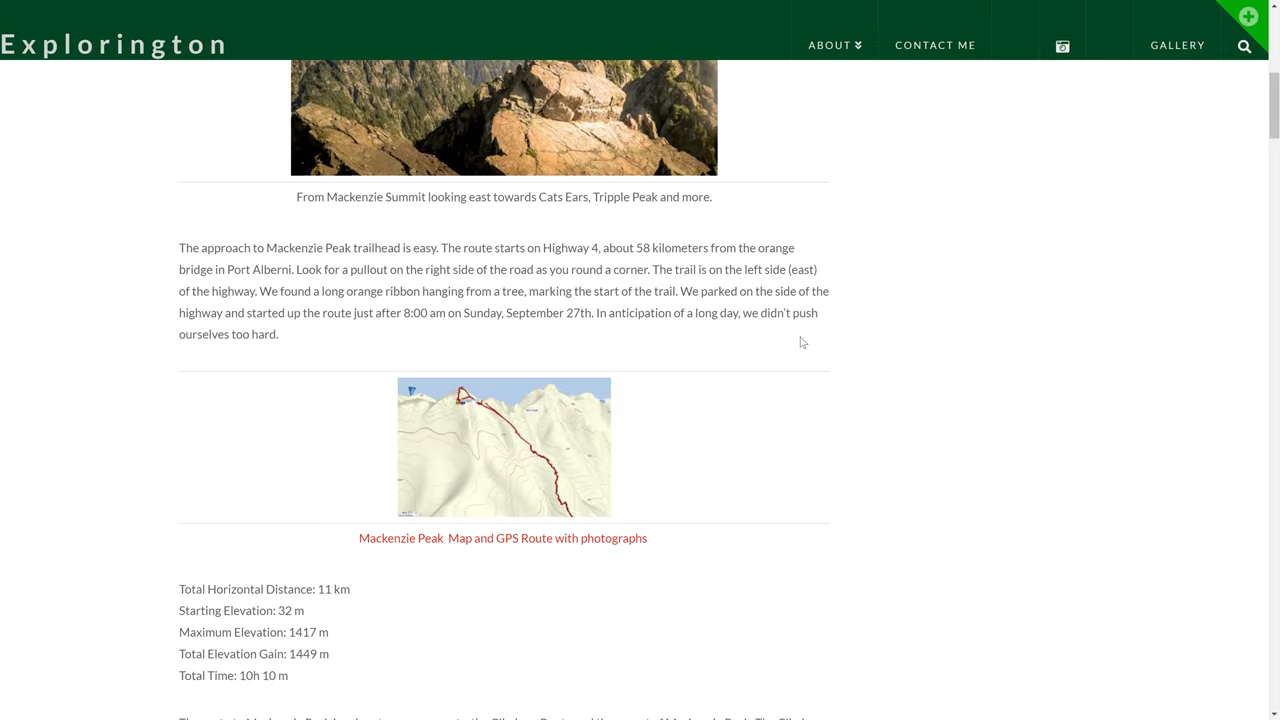 Explorington
ABOUT
CONTACT ME
GALLERY
From Mackenzie Summit looking east towards Cats Ears, Tripple Peak and more.
The approach to Mackenzie Peak trailhead is easy. The route starts on Highway 4, about 58 kilometers from the orange
bridge in Port Alberni. Look for a pullout on the right side of the road as you round a corner. The trail is on the left side (east)
of the highway. We found a long orange ribbon hanging from a tree, marking the start of the trail. We parked on the side of the
highway and started up the route just after 8:00 am on Sunday, September 27th. In anticipation of a long day, we didn’t push
ourselves too hard.
Mackenzie Peak  Map and GPS Route with photographs
Total Horizontal Distance: 11 km
Starting Elevation: 32 m
Maximum Elevation: 1417 m
Total Elevation Gain: 1449 m
Total Time: 10h 10 m